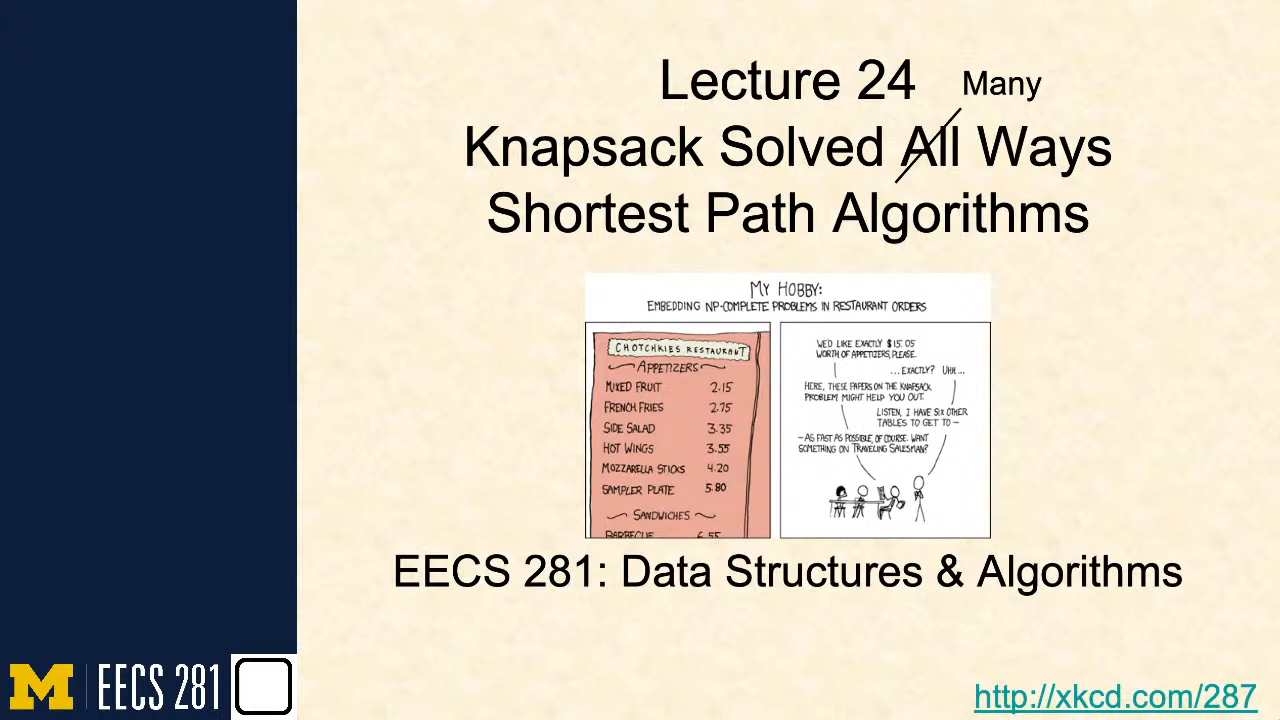 Lecture 24
Many
Knapsack Solved All Ways
Shortest Path Algorithms
MY HOBBY:
EMBEDDING NP-COMPLETE PROBLEMS IN RESTAURANT ORDERS
CHOTCHKIES RESTAURANT
APPETIZERS
MIXED FRUIT 2.15
FRENCH FRIES 2.75
SIDE SALAD 3.35
HOT WINGS 3.55
MOZZARELLA STICKS 4.20
SAMPLER PLATE 5.80
SANDWICHES
BARBECUE 6.55
WE'D LIKE EXACTLY $15.05
WORTH OF APPETIZERS, PLEASE.
...EXACTLY? UHH...
HERE, THESE PAPERS ON THE KNAPSACK
PROBLEM MIGHT HELP YOU OUT.
LISTEN, I HAVE SIX OTHER
TABLES TO GET TO —
—AS FAST AS POSSIBLE, OF COURSE. WANT
SOMETHING ON TRAVELING SALESMAN?
EECS 281: Data Structures & Algorithms
M EECS 281
http://xkcd.com/287